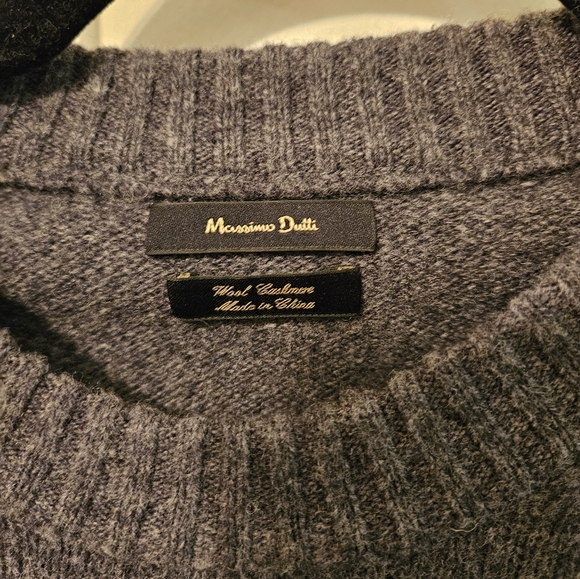 Massimo Dutti
Wool Cashmere
Made in China